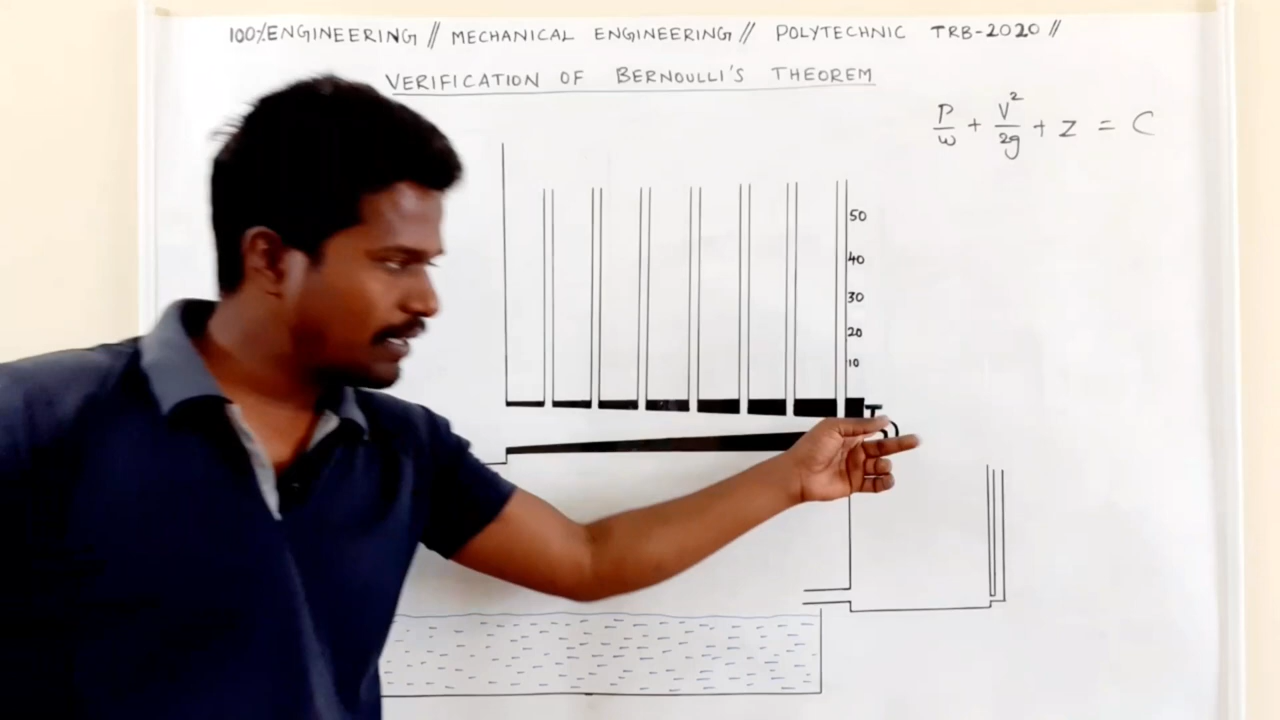 100%ENGINEERING // MECHANICAL ENGINEERING // POLYTECHNIC TRB-2020 //
VERIFICATION OF BERNOULLI'S THEOREM
P/w + V²/2g + Z = C
50
40
30
20
10